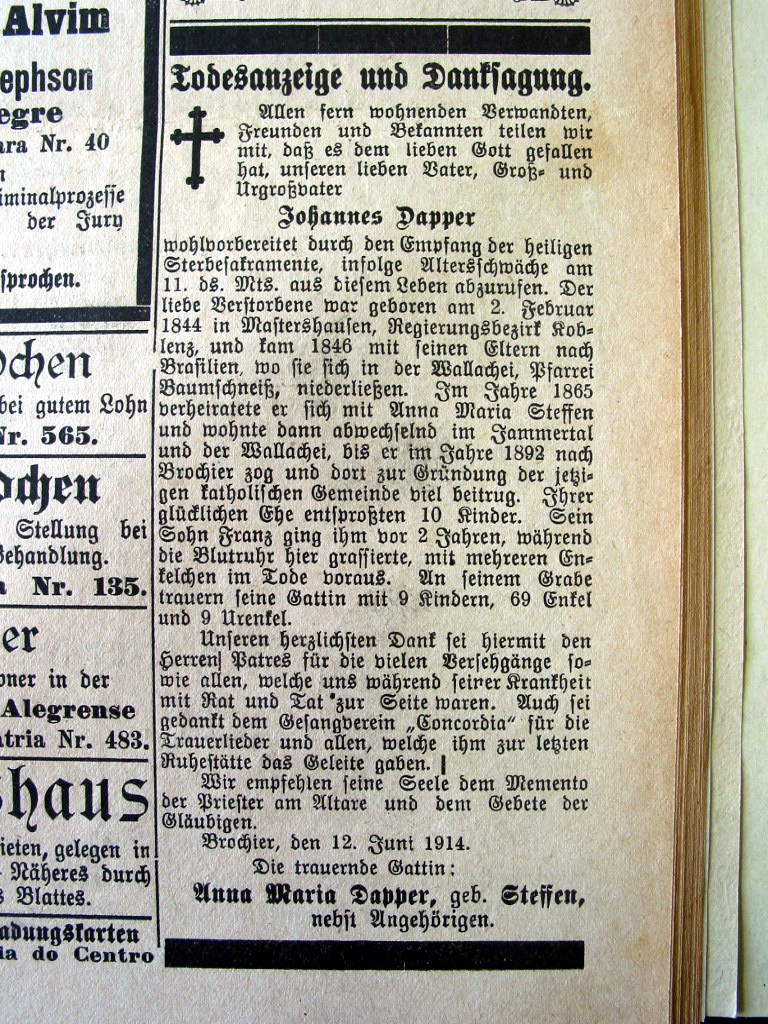 Alvim
ephson
egre
ara Nr. 40
n
iminalprozesse
der Jury
sprochen.
dchen
bei gutem Lohn
Nr. 565.
dchen
Stellung bei
Behandlung.
a Nr. 135.
er
oner in der
Alegrense
atria Nr. 483.
shaus
ieten, gelegen in
Näheres durch
s Blattes.
adungskarten
ia do Centro
Todesanzeige und Danksagung.
Allen fern wohnenden Verwandten,
Freunden und Bekannten teilen wir
mit, daß es dem lieben Gott gefallen
hat, unseren lieben Vater, Groß- und
Urgroßvater
Johannes Dapper
wohlvorbereitet durch den Empfang der heiligen
Sterbesakramente, infolge Altersschwäche am
11. ds. Mts. aus diesem Leben abzurufen. Der
liebe Verstorbene war geboren am 2. Februar
1844 in Mastershausen, Regierungsbezirk Kob-
lenz, und kam 1846 mit seinen Eltern nach
Brasilien, wo sie sich in der Wallachei, Pfarrei
Baumschneiß, niederließen. Im Jahre 1865
verheiratete er sich mit Anna Maria Steffen
und wohnte dann abwechselnd im Jammertal
und der Wallachei, bis er im Jahre 1892 nach
Brochier zog und dort zur Gründung der jetzi-
gen katholischen Gemeinde viel beitrug. Ihrer
glücklichen Ehe entsproßten 10 Kinder. Sein
Sohn Franz ging ihm vor 2 Jahren, während
die Blutruhr hier grassierte, mit mehreren En-
kelchen im Tode voraus. An seinem Grabe
trauern seine Gattin mit 9 Kindern, 69 Enkel
und 9 Urenkel.
Unseren herzlichsten Dank sei hiermit den
Herren Patres für die vielen Versehgänge so-
wie allen, welche uns während seiner Krankheit
mit Rat und Tat zur Seite waren. Auch sei
gedankt dem Gesangverein „Concordia“ für die
Trauerlieder und allen, welche ihm zur letzten
Ruhestätte das Geleite gaben.
Wir empfehlen seine Seele dem Memento
der Priester am Altare und dem Gebete der
Gläubigen.
Brochier, den 12. Juni 1914.
Die trauernde Gattin:
Anna Maria Dapper, geb. Steffen,
nebst Angehörigen.